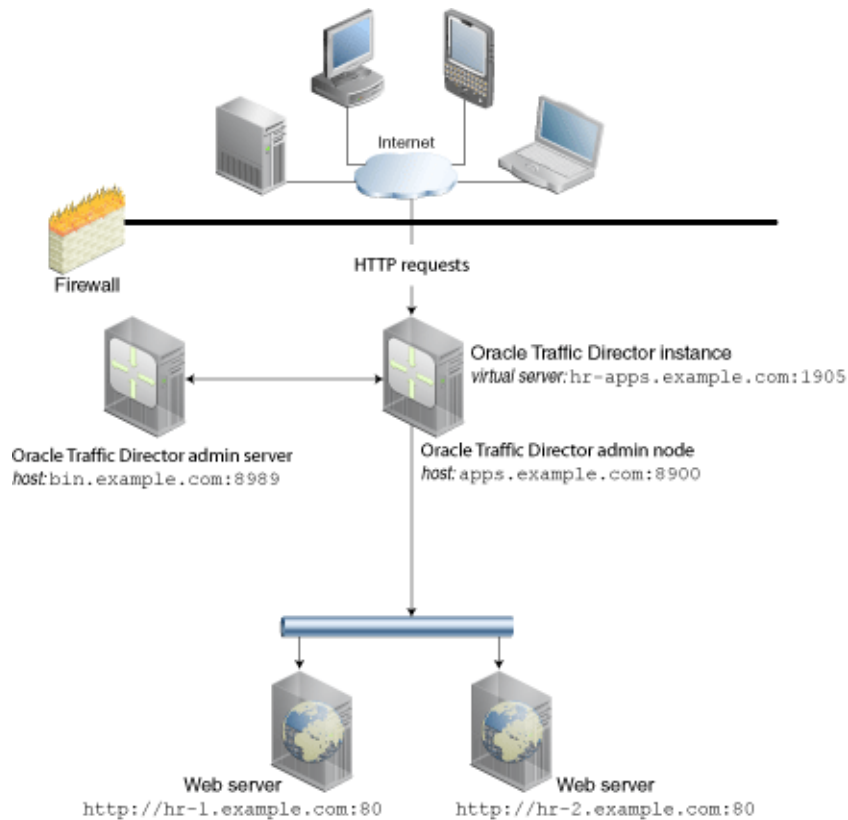 Internet
Firewall
HTTP requests
Oracle Traffic Director instance
virtual server: hr-apps.example.com:1905
Oracle Traffic Director admin server
host: bin.example.com:8989
Oracle Traffic Director admin node
host: apps.example.com:8900
Web server
http://hr-1.example.com:80
Web server
http://hr-2.example.com:80